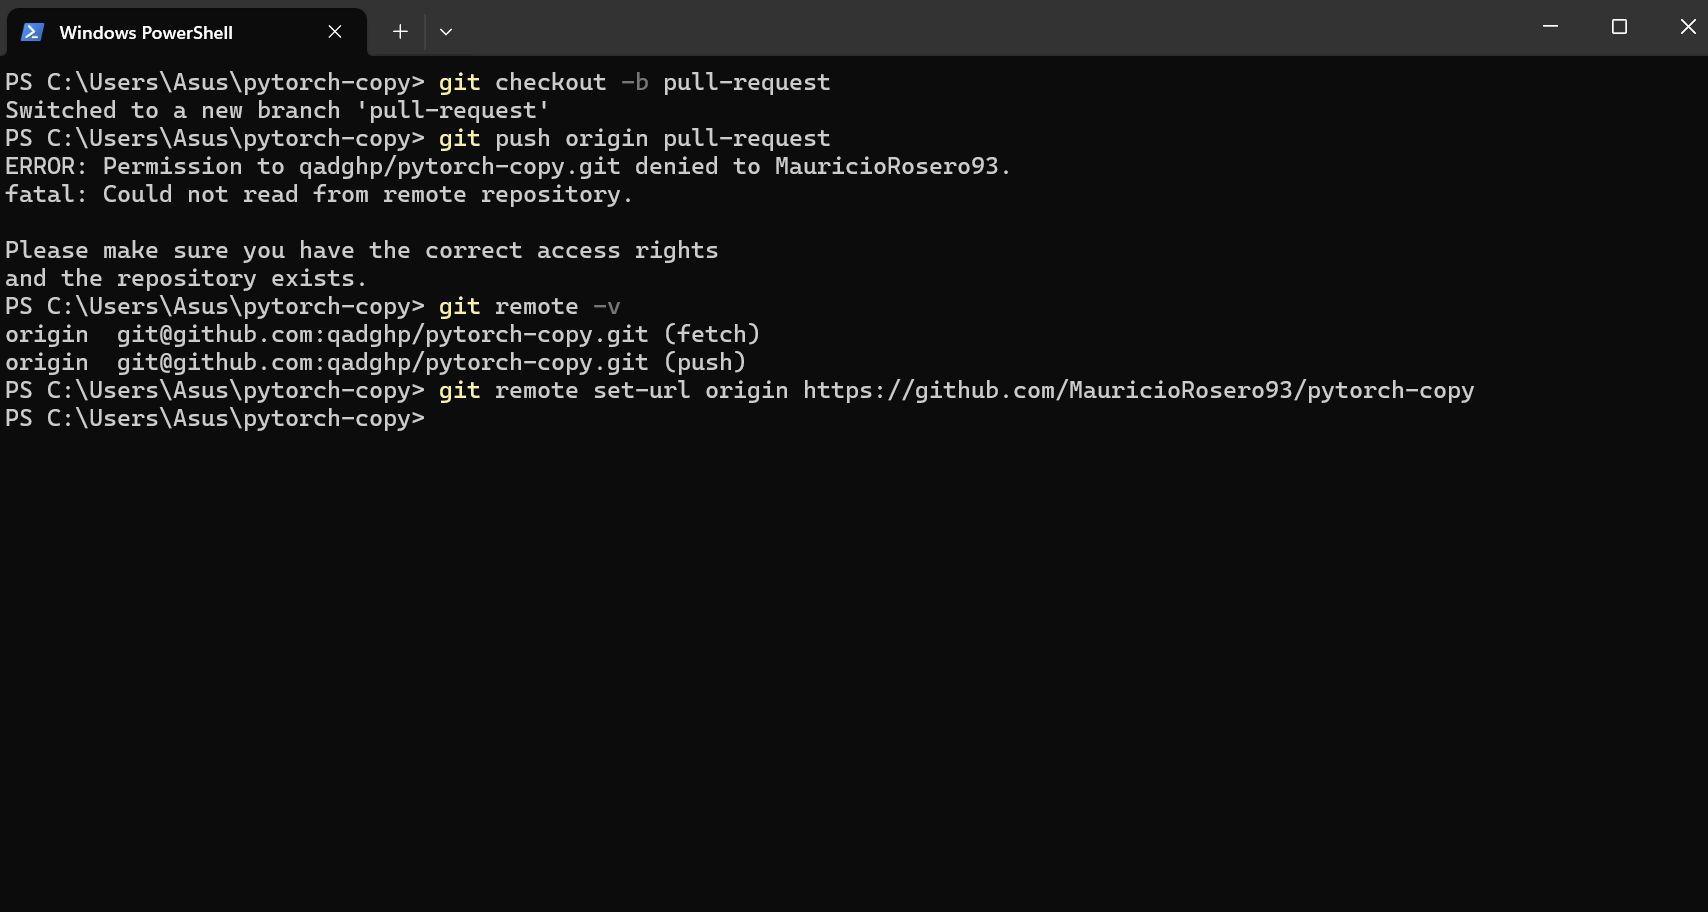 Windows PowerShell
PS C:\Users\Asus\pytorch-copy> git checkout -b pull-request
Switched to a new branch 'pull-request'
PS C:\Users\Asus\pytorch-copy> git push origin pull-request
ERROR: Permission to qadghp/pytorch-copy.git denied to MauricioRosero93.
fatal: Could not read from remote repository.

Please make sure you have the correct access rights
and the repository exists.
PS C:\Users\Asus\pytorch-copy> git remote -v
origin  git@github.com:qadghp/pytorch-copy.git (fetch)
origin  git@github.com:qadghp/pytorch-copy.git (push)
PS C:\Users\Asus\pytorch-copy> git remote set-url origin https://github.com/MauricioRosero93/pytorch-copy
PS C:\Users\Asus\pytorch-copy>